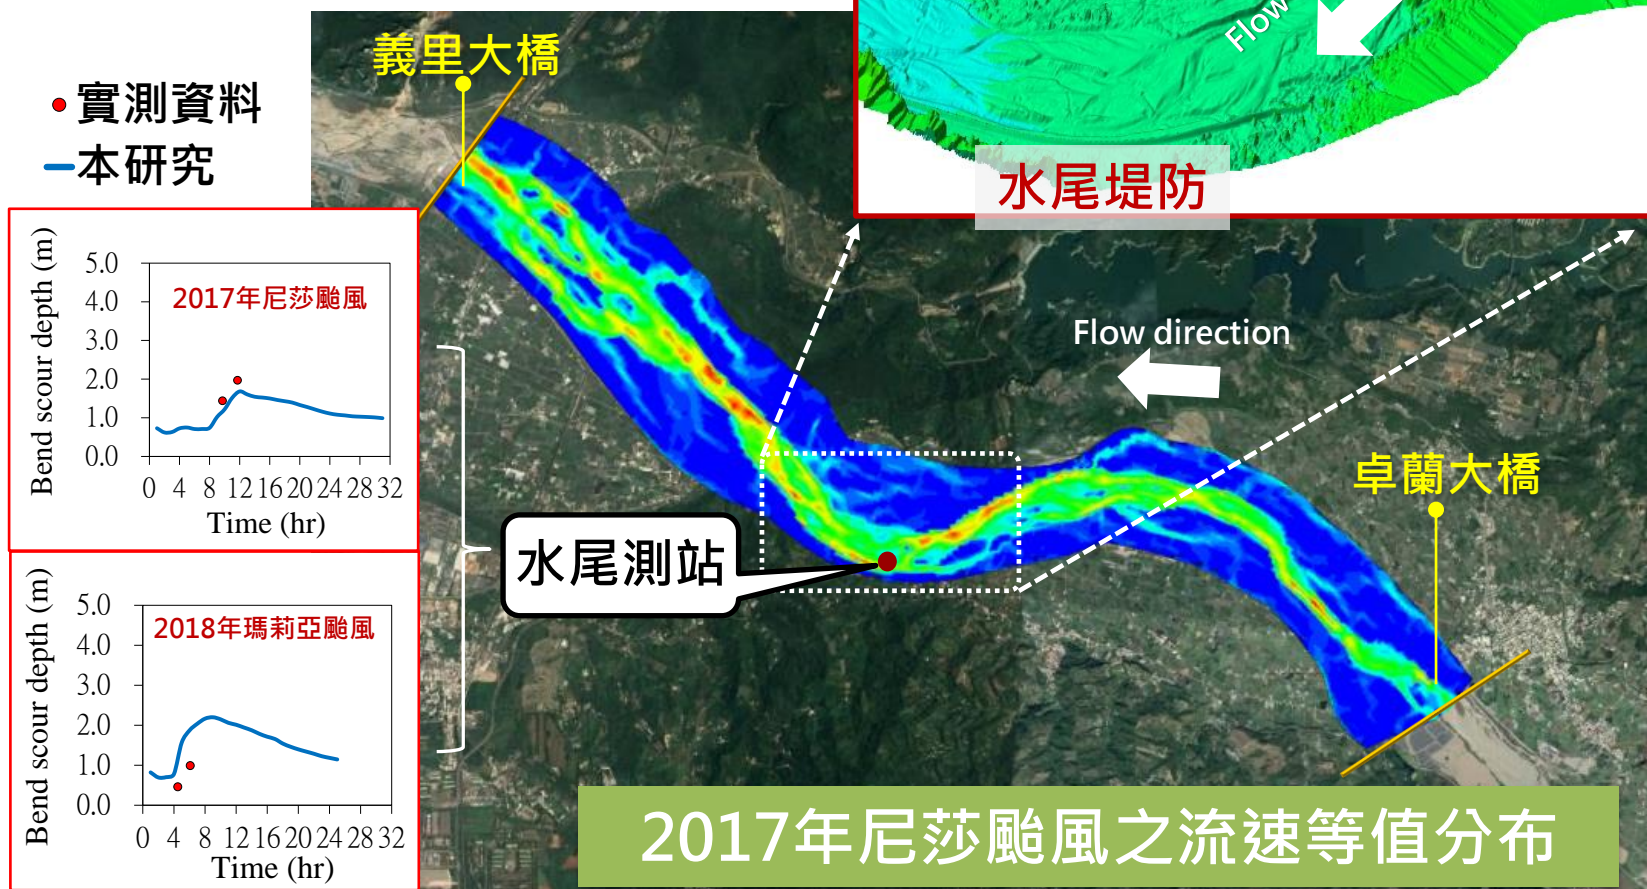 Flow
水尾堤防
義里大橋
實測資料
本研究
Bend scour depth (m)
5.0
4.0
3.0
2.0
1.0
0.0
2017年尼莎颱風
0 4 8 12 16 20 24 28 32
Time (hr)
Bend scour depth (m)
5.0
4.0
3.0
2.0
1.0
0.0
2018年瑪莉亞颱風
0 4 8 12 16 20 24 28 32
Time (hr)
Flow direction
卓蘭大橋
水尾測站
2017年尼莎颱風之流速等值分布